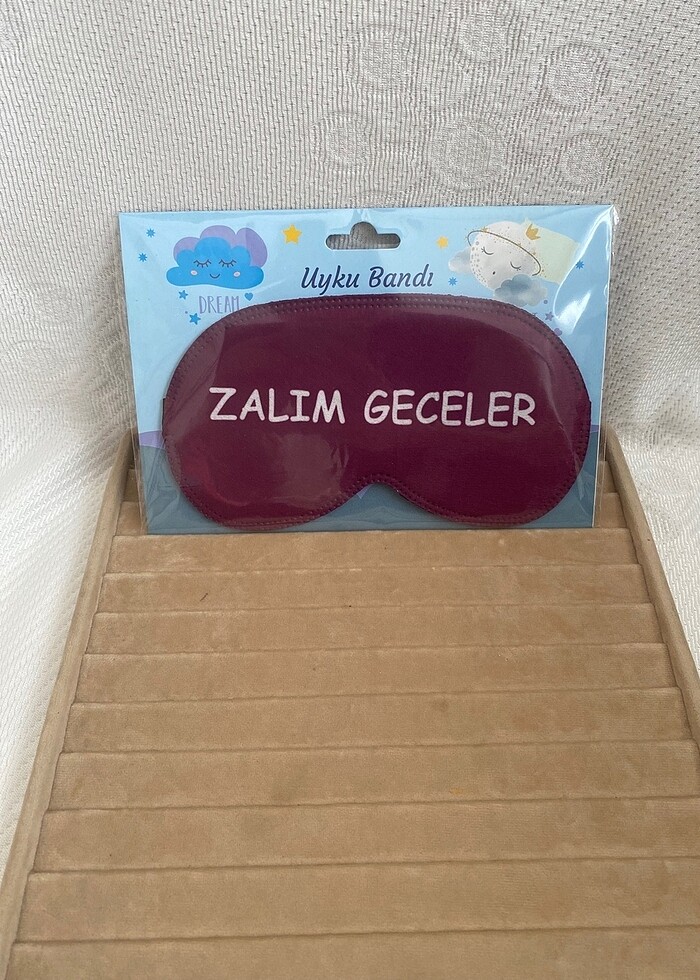 Uyku Bandı
DREAM
ZALIM GECELER